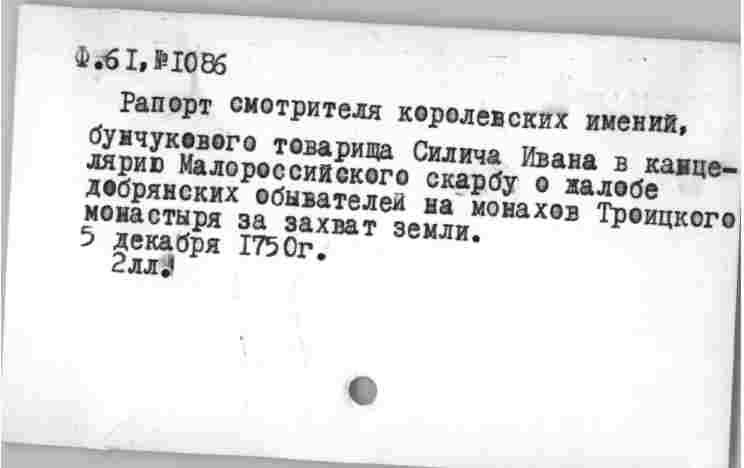 Ф.61,№1086
Рапорт смотрителя королевских имений,
бунчукового товарища Силича Ивана в канце-
лярию Малороссийского скарбу о жалобе
добрянских обывателей на монахов Троицкого
монастыря за захват земли.
5 декабря 1750г.
2лл.